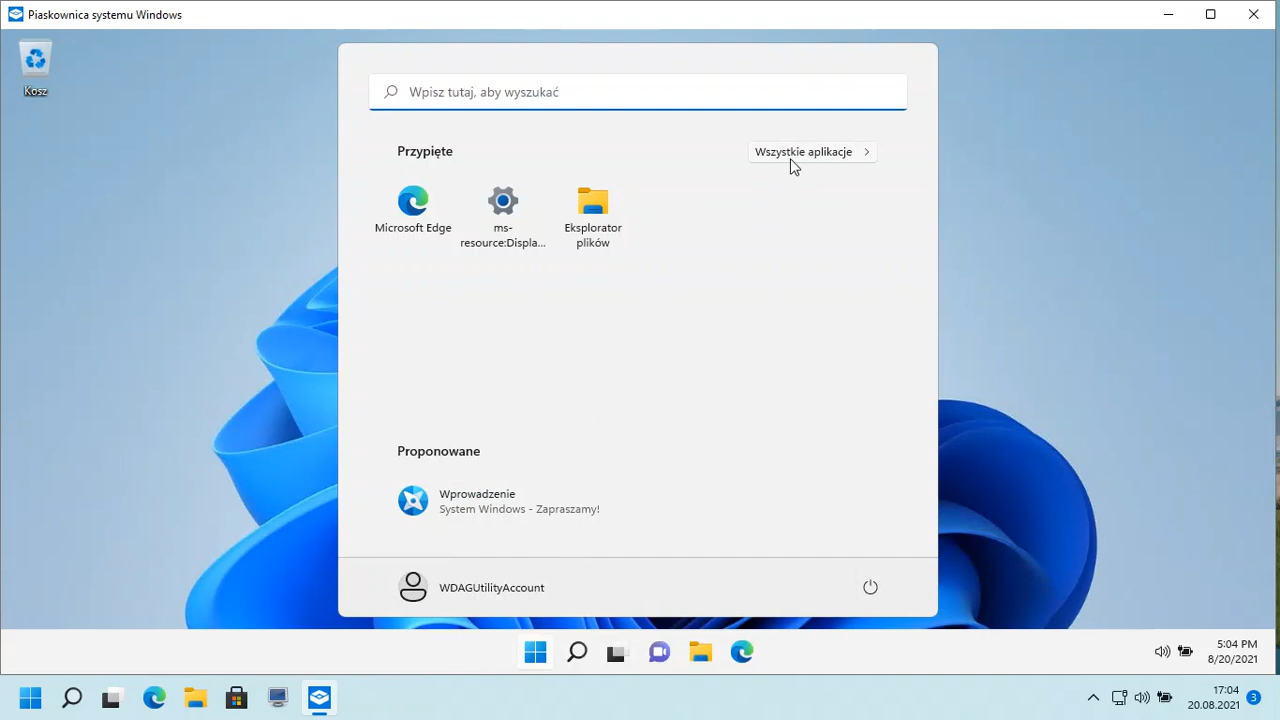 Piaskownica systemu Windows
Kosz
Wpisz tutaj, aby wyszukać
Przypięte
Wszystkie aplikacje
Microsoft Edge
ms-
resource:Displa...
Eksplorator
plików
Proponowane
Wprowadzenie
System Windows - Zapraszamy!
WDAGUtilityAccount
5:04 PM
8/20/2021
17:04
20.08.2021
3